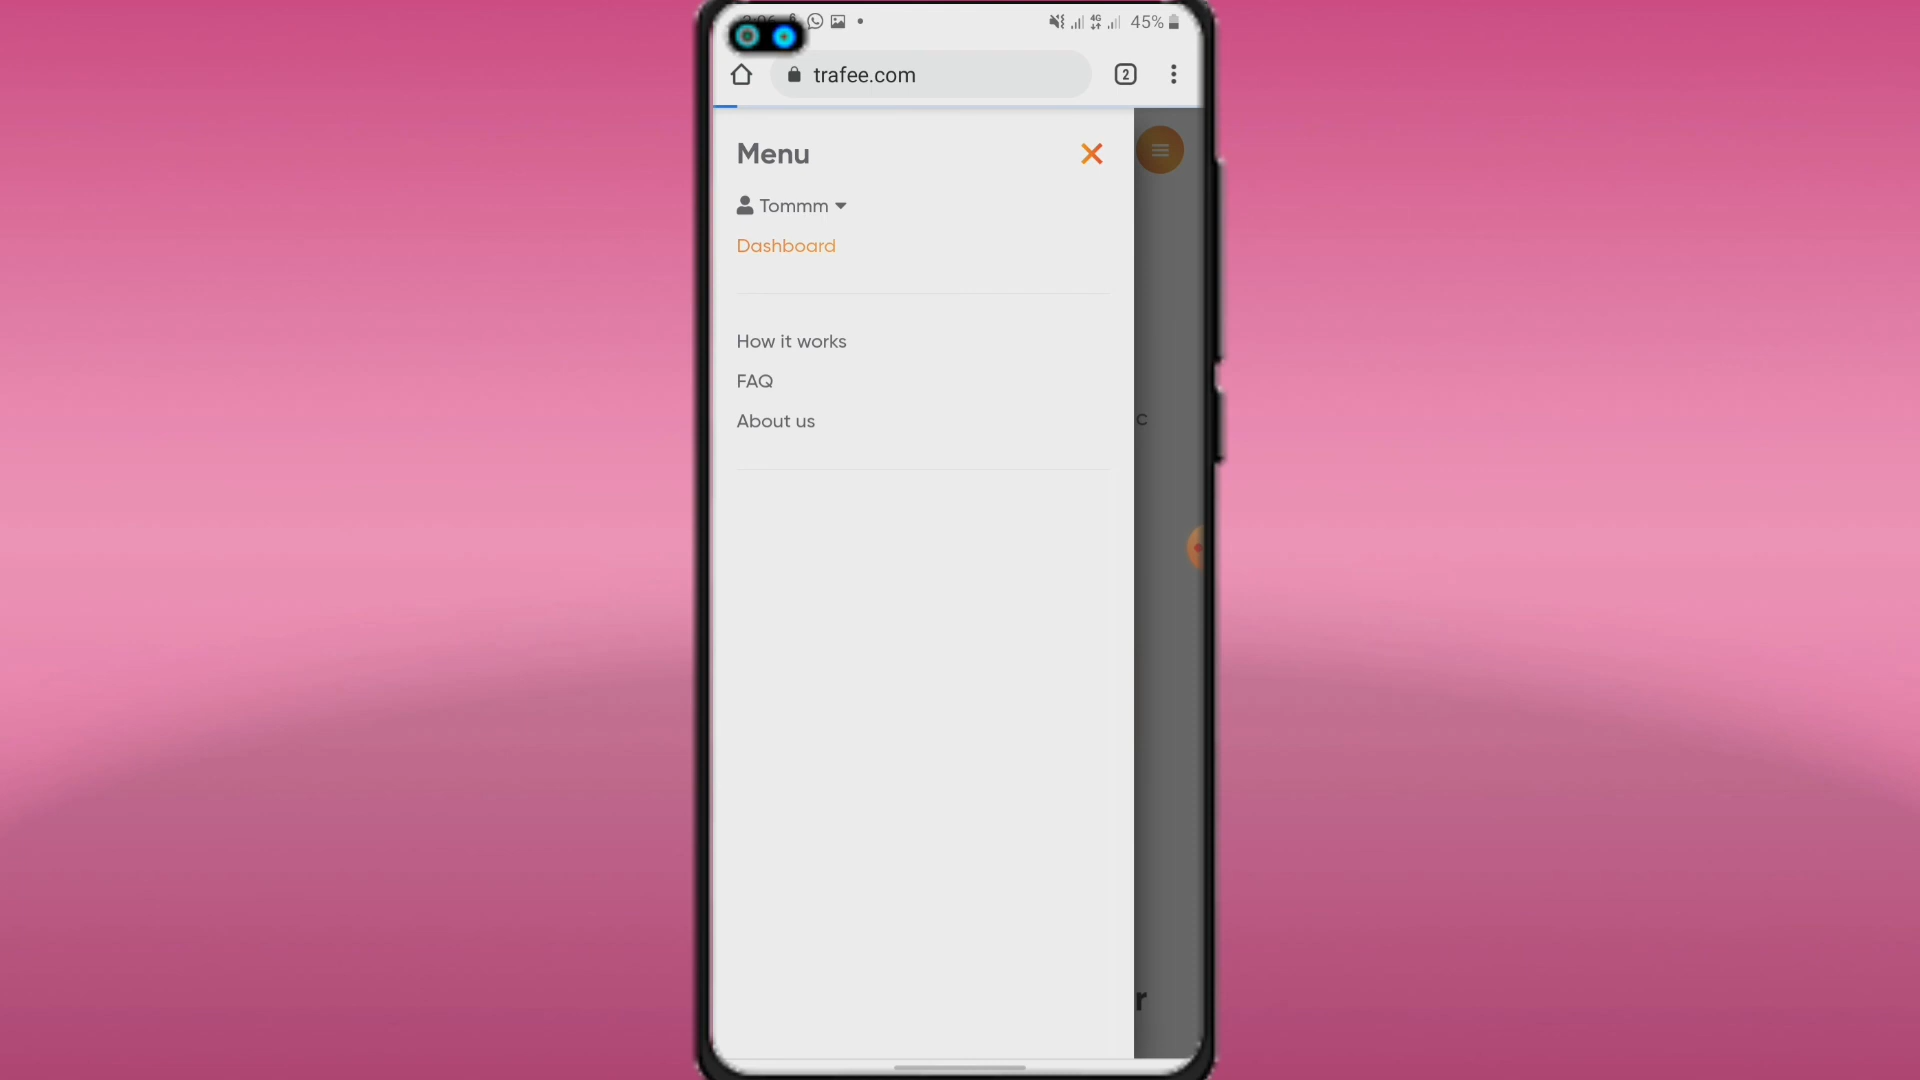 45%
trafee.com
2
Menu
Tommm
Dashboard
How it works
FAQ
About us
c
r